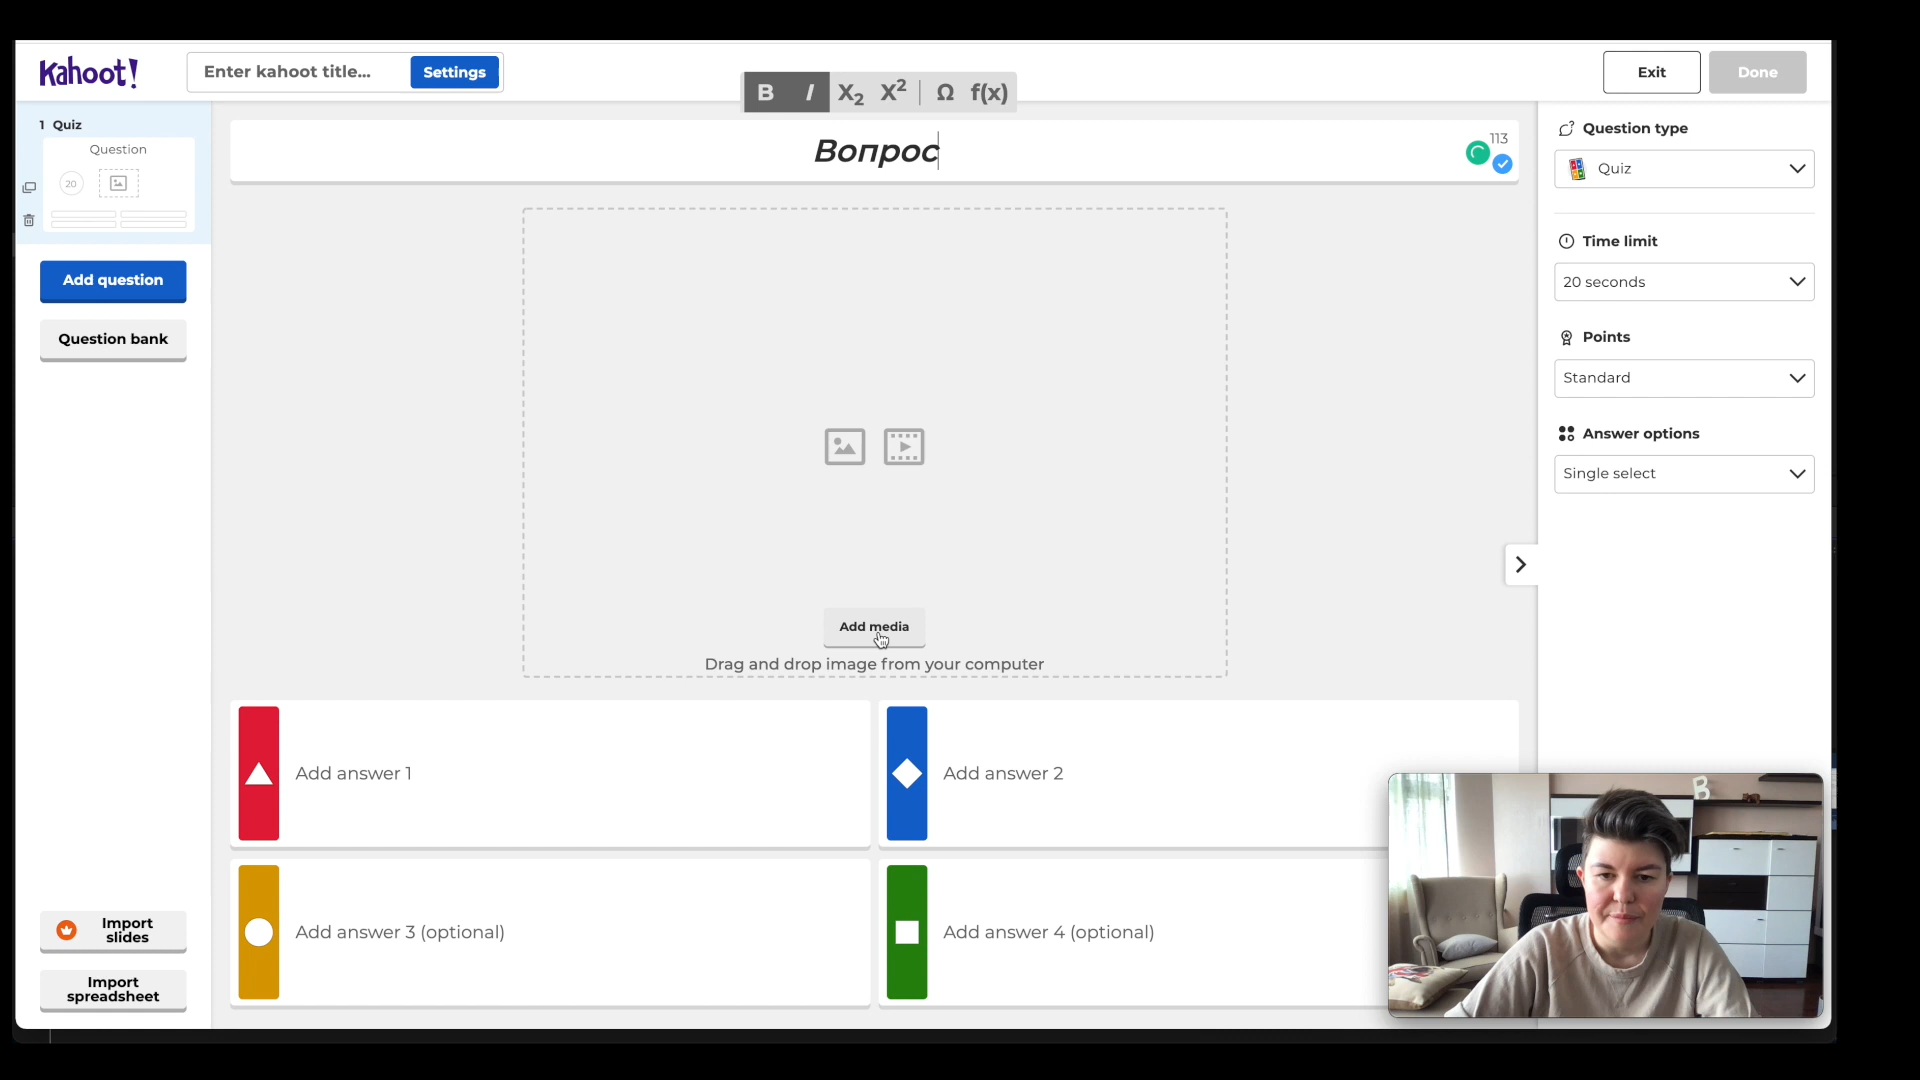 Kahoot!
Enter kahoot title...
Settings
B I X₂ X² Ω f(x)
Exit
Done
1 Quiz
Question
20
Add question
Question bank
Import slides
Import spreadsheet
Вопрос
113
Add media
Drag and drop image from your computer
Add answer 1
Add answer 2
Add answer 3 (optional)
Add answer 4 (optional)
Question type
Quiz
Time limit
20 seconds
Points
Standard
Answer options
Single select
B